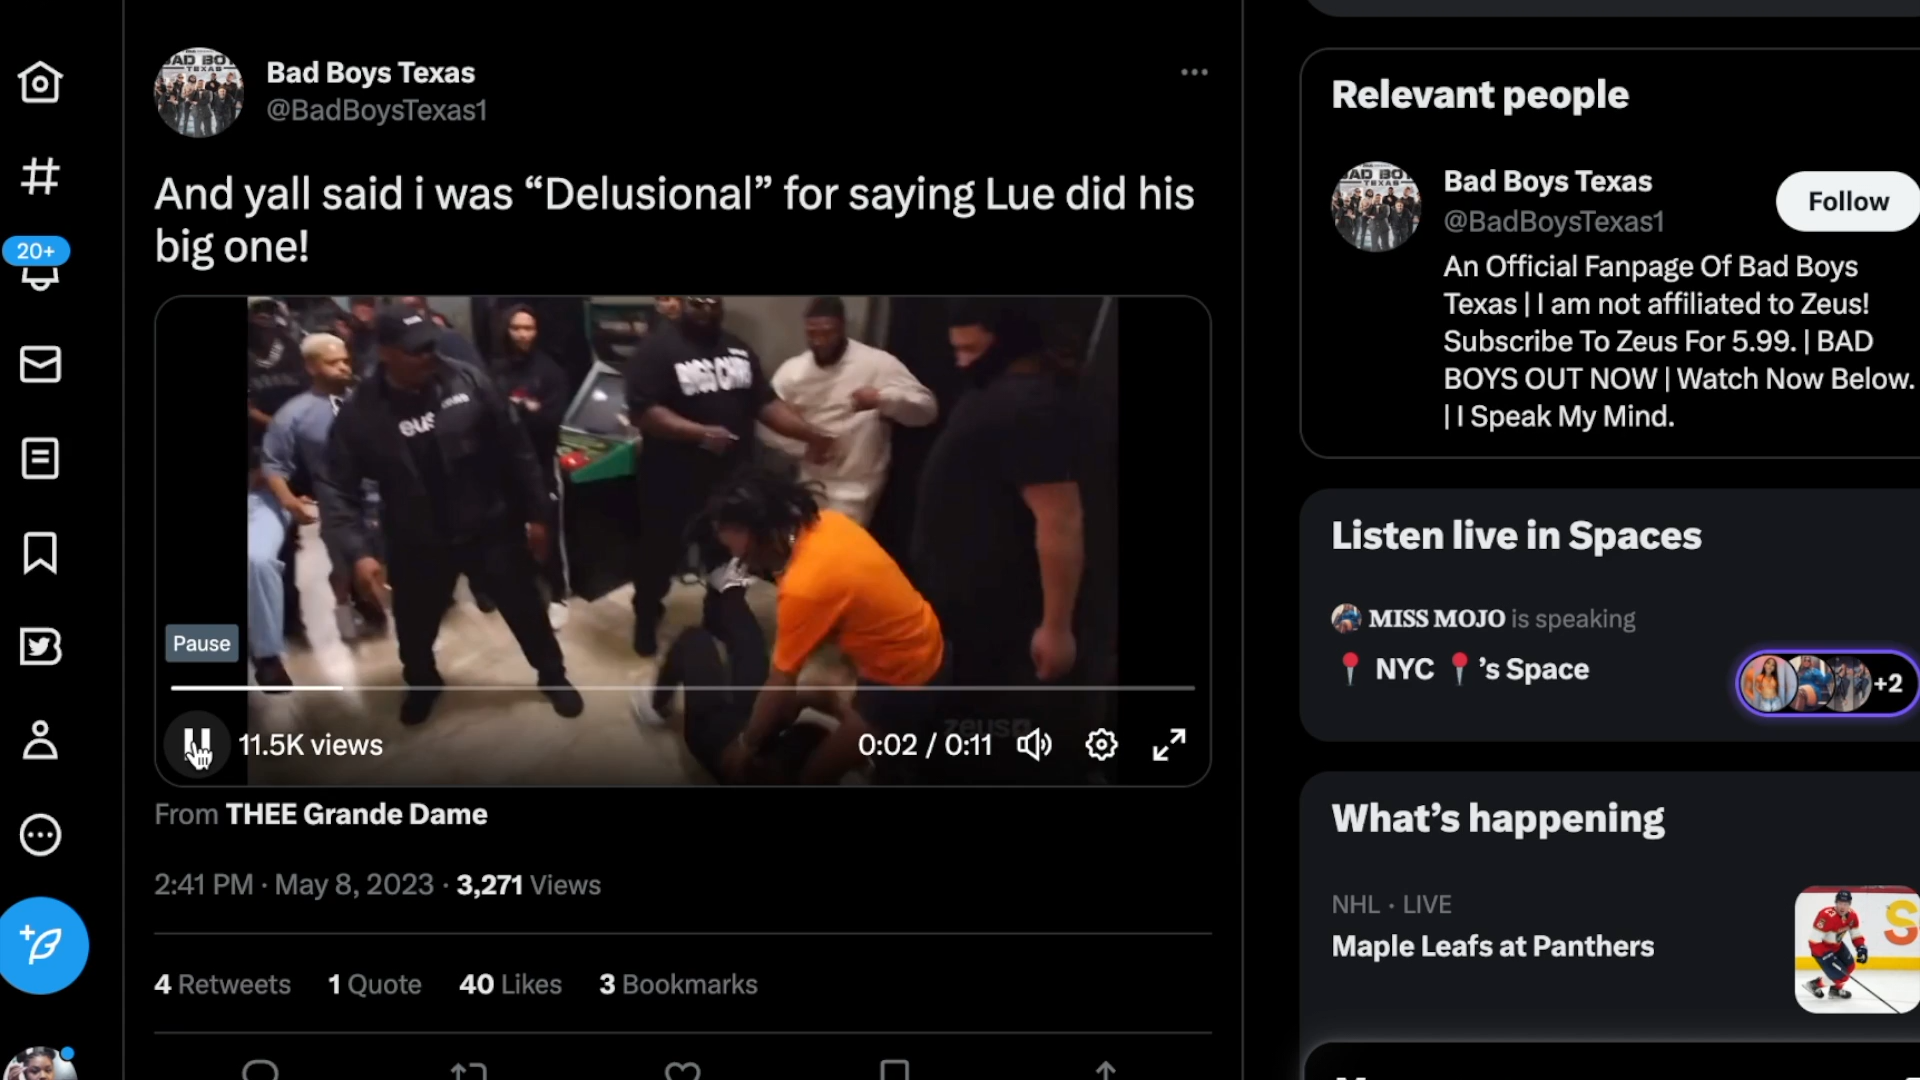 Bad Boys Texas
@BadBoysTexas1
And yall said i was “Delusional” for saying Lue did his
big one!
20+
Pause
11.5K views
0:02 / 0:11
From THEE Grande Dame
2:41 PM · May 8, 2023 · 3,271 Views
4 Retweets 1 Quote 40 Likes 3 Bookmarks
Relevant people
Bad Boys Texas
@BadBoysTexas1
Follow
An Official Fanpage Of Bad Boys
Texas | I am not affiliated to Zeus!
Subscribe To Zeus For 5.99. | BAD
BOYS OUT NOW | Watch Now Below.
| I Speak My Mind.
Listen live in Spaces
MISS MOJO is speaking
📍 NYC 📍 ’s Space
+2
What’s happening
NHL · LIVE
Maple Leafs at Panthers